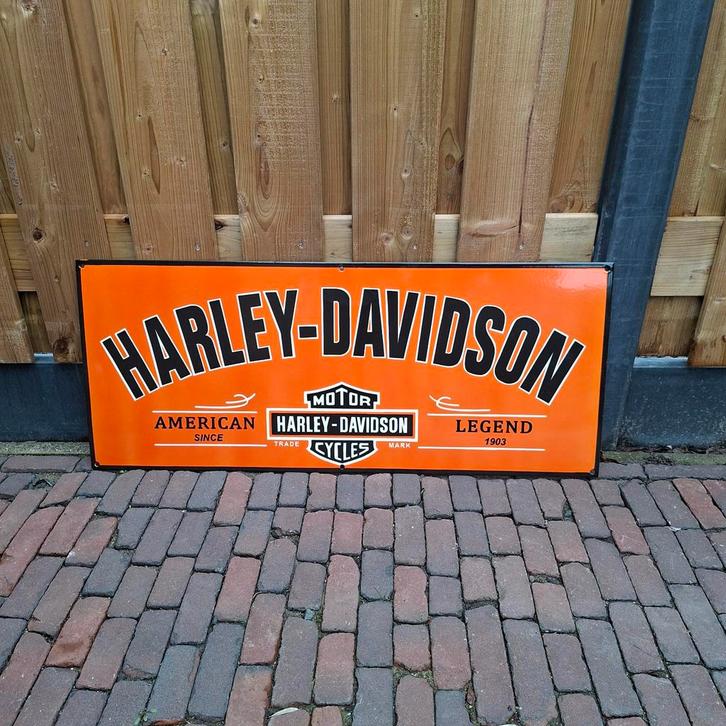 HARLEY-DAVIDSON
AMERICAN
SINCE
MOTOR
HARLEY-DAVIDSON
TRADE MARK
CYCLES
LEGEND
1903